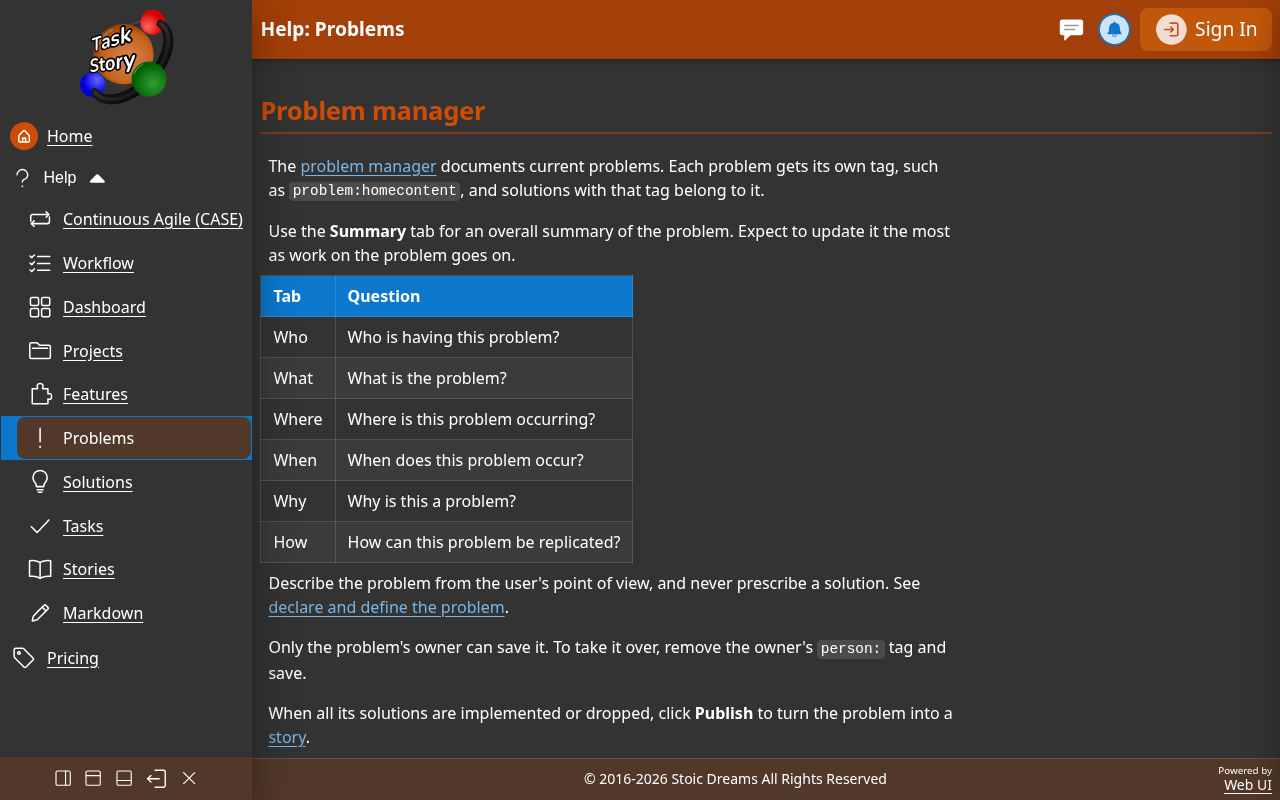 Task
Story
Help: Problems
Sign In
Home
Help
Continuous Agile (CASE)
Workflow
Dashboard
Projects
Features
Problems
Solutions
Tasks
Stories
Markdown
Pricing
Problem manager
The problem manager documents current problems. Each problem gets its own tag, such
as problem:homecontent, and solutions with that tag belong to it.
Use the Summary tab for an overall summary of the problem. Expect to update it the most
as work on the problem goes on.
Tab Question
Who Who is having this problem?
What What is the problem?
Where Where is this problem occurring?
When When does this problem occur?
Why Why is this a problem?
How How can this problem be replicated?
Describe the problem from the user's point of view, and never prescribe a solution. See
declare and define the problem.
Only the problem's owner can save it. To take it over, remove the owner's person: tag and
save.
When all its solutions are implemented or dropped, click Publish to turn the problem into a
story.
© 2016-2026 Stoic Dreams All Rights Reserved
Powered by
Web UI